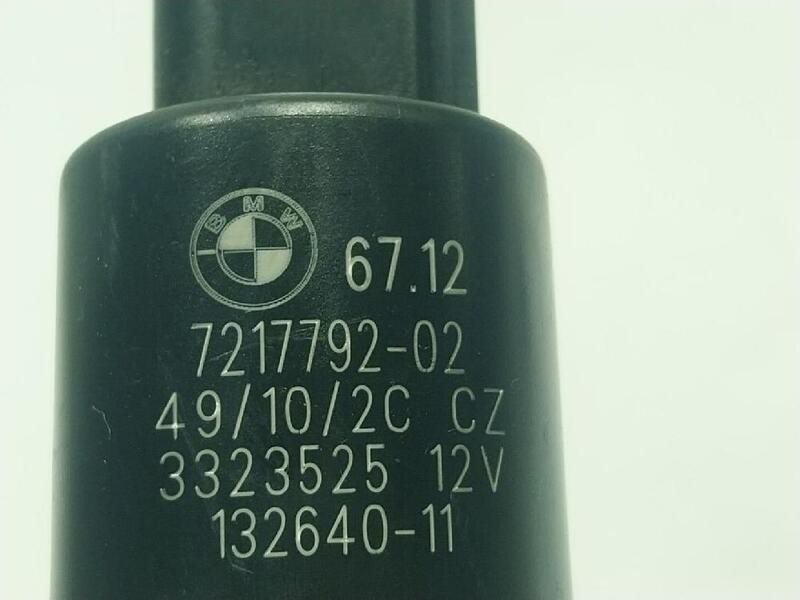 BMW 67.12
7217792-02
49/10/2C CZ
3323525 12V
132640-11